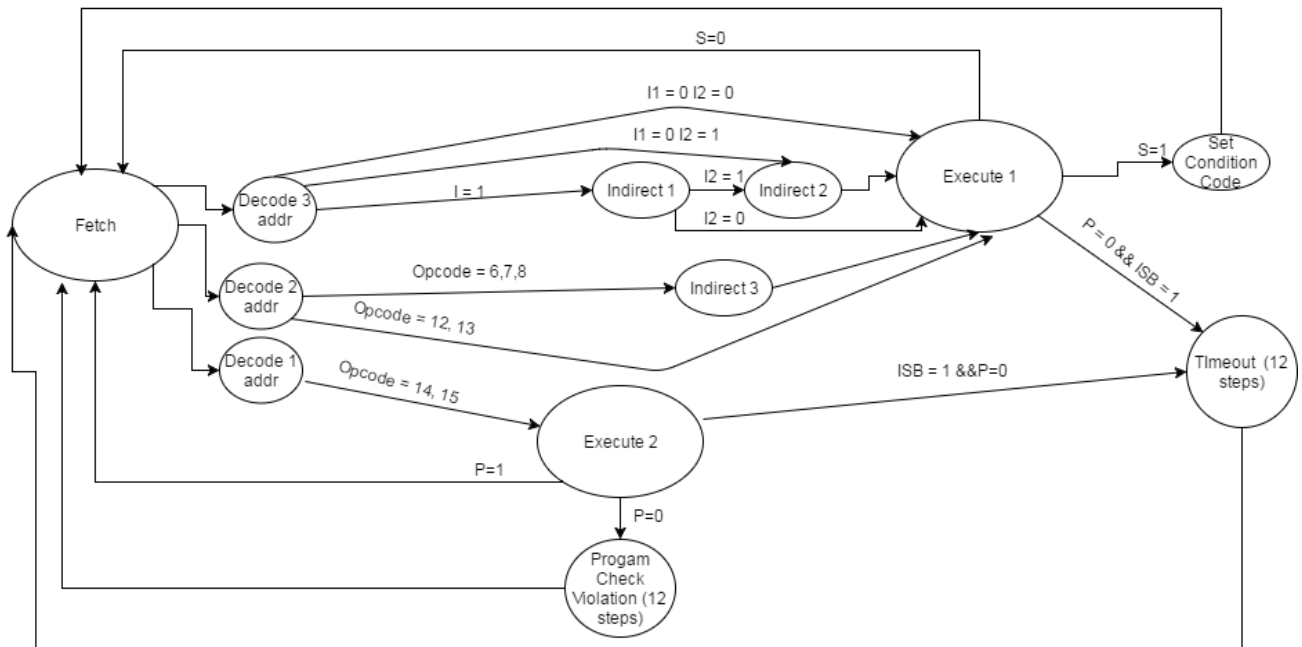 S=0
I1 = 0 I2 = 0
I1 = 0 I2 = 1
I = 1
I2 = 1
I2 = 0
S=1
Fetch
Decode 3
addr
Indirect 1
Indirect 2
Execute 1
Set
Condition
Code
P = 0 && ISB = 1
Decode 2
addr
Opcode = 6,7,8
Indirect 3
Opcode = 12, 13
Decode 1
addr
Opcode = 14, 15
Execute 2
ISB = 1 &&P=0
TImeout (12
steps)
P=1
P=0
Progam
Check
Violation (12
steps)